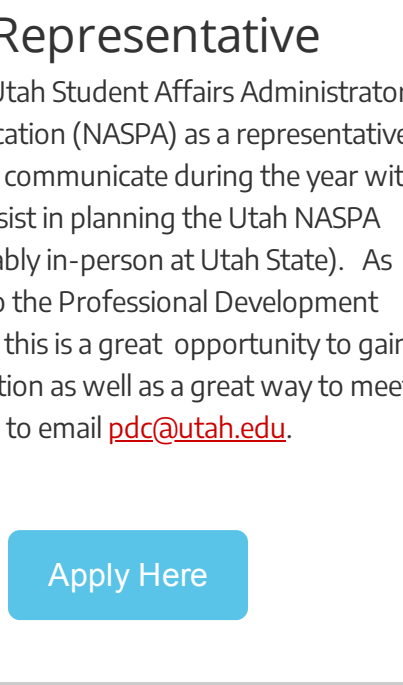 Representative
Utah Student Affairs Administrator
cation (NASPA) as a representative
communicate during the year wit
sist in planning the Utah NASPA
ably in-person at Utah State). As
o the Professional Development
this is a great opportunity to gain
tion as well as a great way to meet
to email pdc@utah.edu.
Apply Here